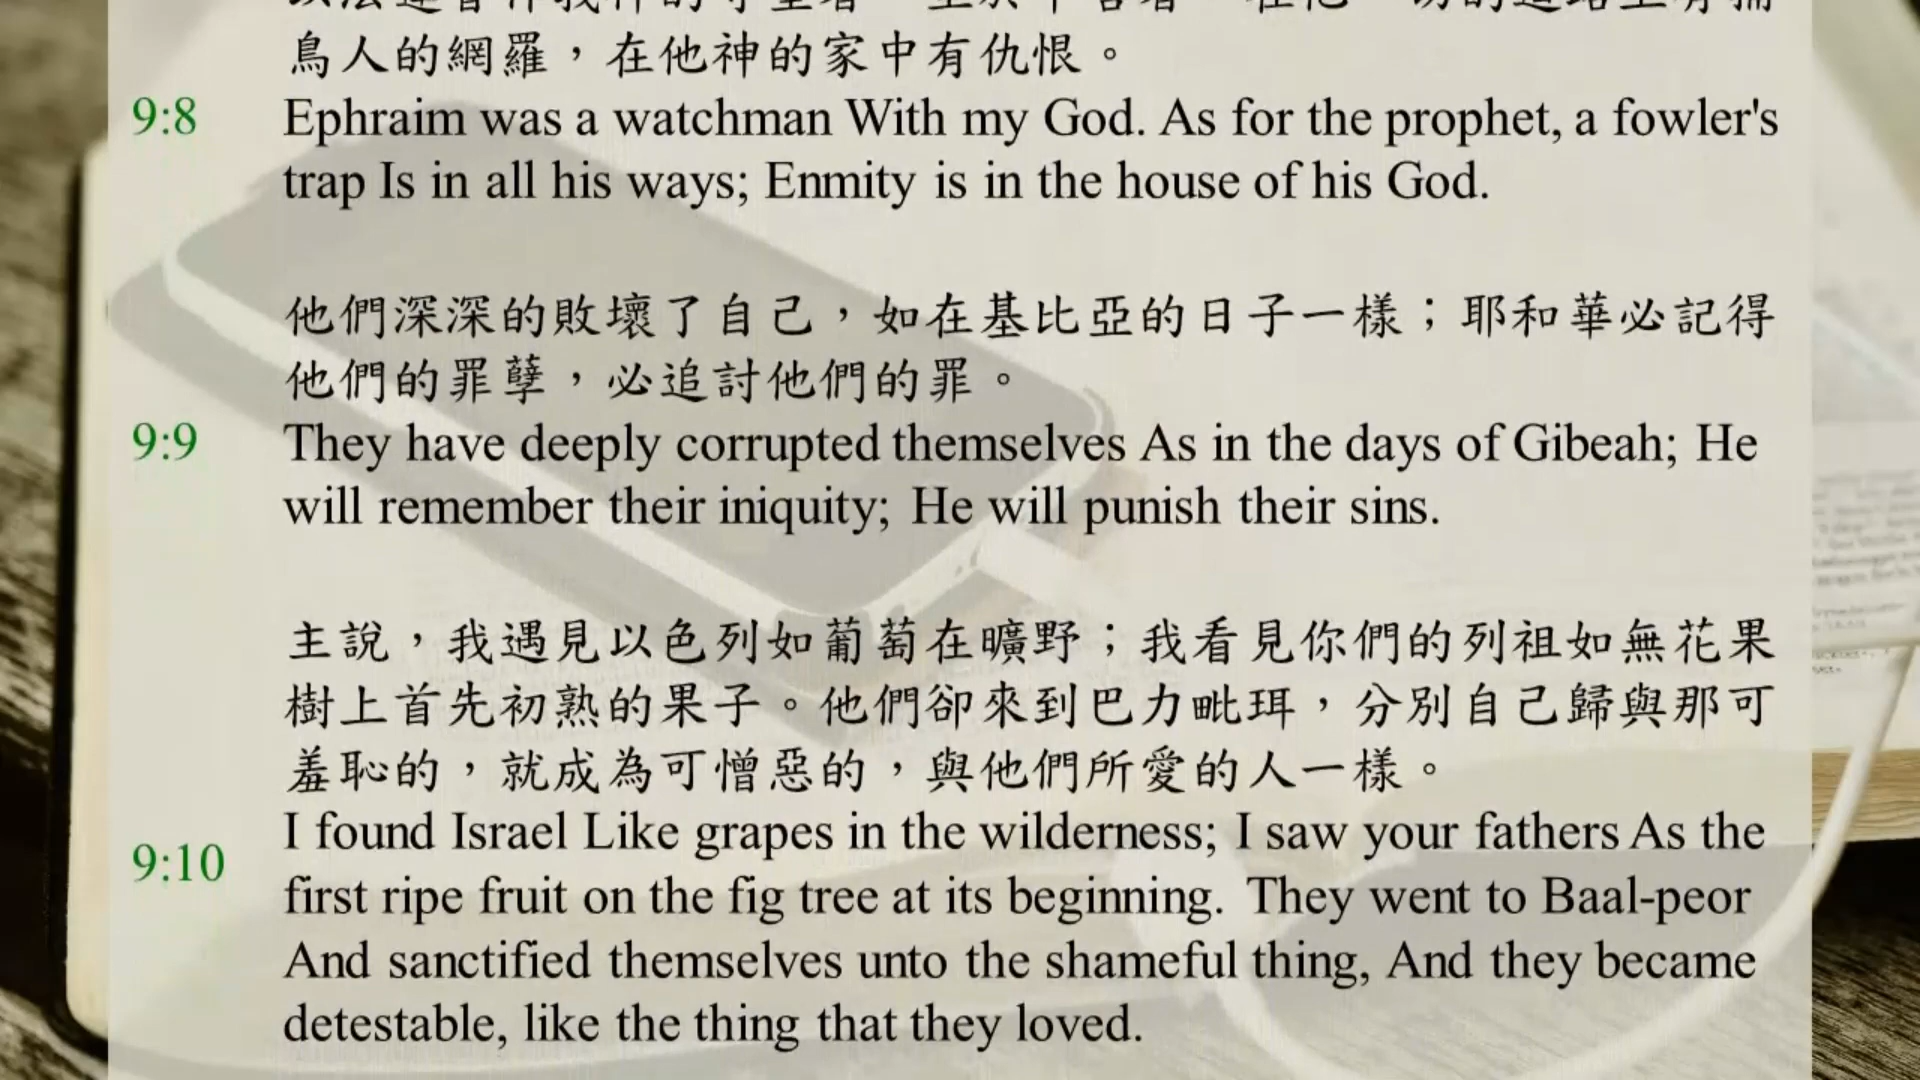 鳥人的網羅，在他神的家中有仇恨。
9:8 Ephraim was a watchman With my God. As for the prophet, a fowler's
trap Is in all his ways; Enmity is in the house of his God.
他們深深的敗壞了自己，如在基比亞的日子一樣；耶和華必記得
他們的罪孽，必追討他們的罪。
9:9 They have deeply corrupted themselves As in the days of Gibeah; He
will remember their iniquity; He will punish their sins.
主說，我遇見以色列如葡萄在曠野；我看見你們的列祖如無花果
樹上首先初熟的果子。他們卻來到巴力毗珥，分別自己歸與那可
羞恥的，就成為可憎惡的，與他們所愛的人一樣。
9:10 I found Israel Like grapes in the wilderness; I saw your fathers As the
first ripe fruit on the fig tree at its beginning. They went to Baal-peor
And sanctified themselves unto the shameful thing, And they became
detestable, like the thing that they loved.